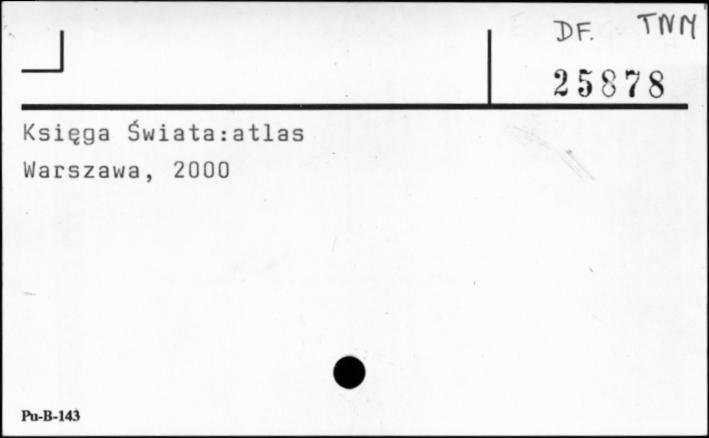 DF. TNM
25878
Księga Świata:atlas
Warszawa, 2000
Pu-B-143